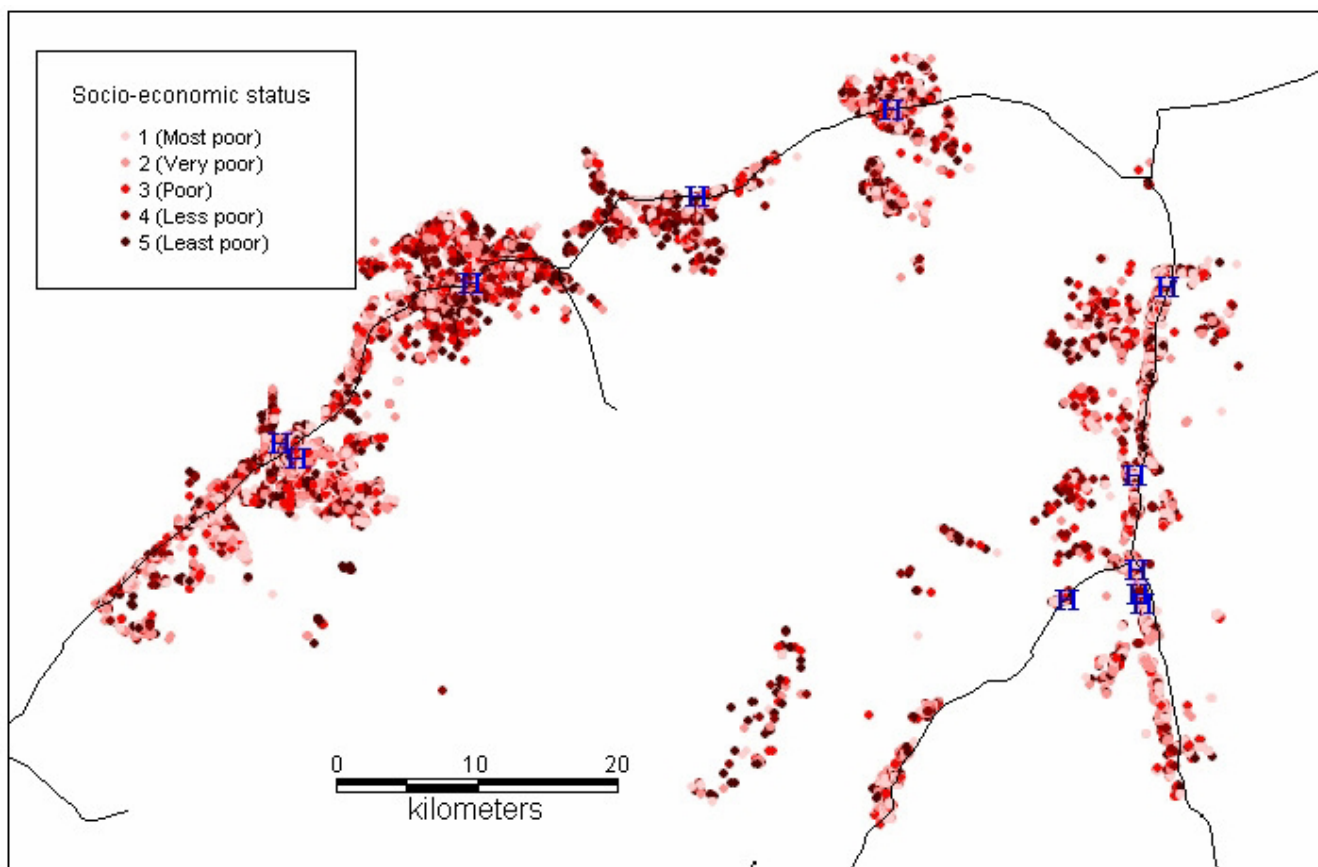 Socio-economic status
1 (Most poor)
2 (Very poor)
3 (Poor)
4 (Less poor)
5 (Least poor)
H
H
H
H
H
H
H
H
H
H
H
0 10 20
kilometers